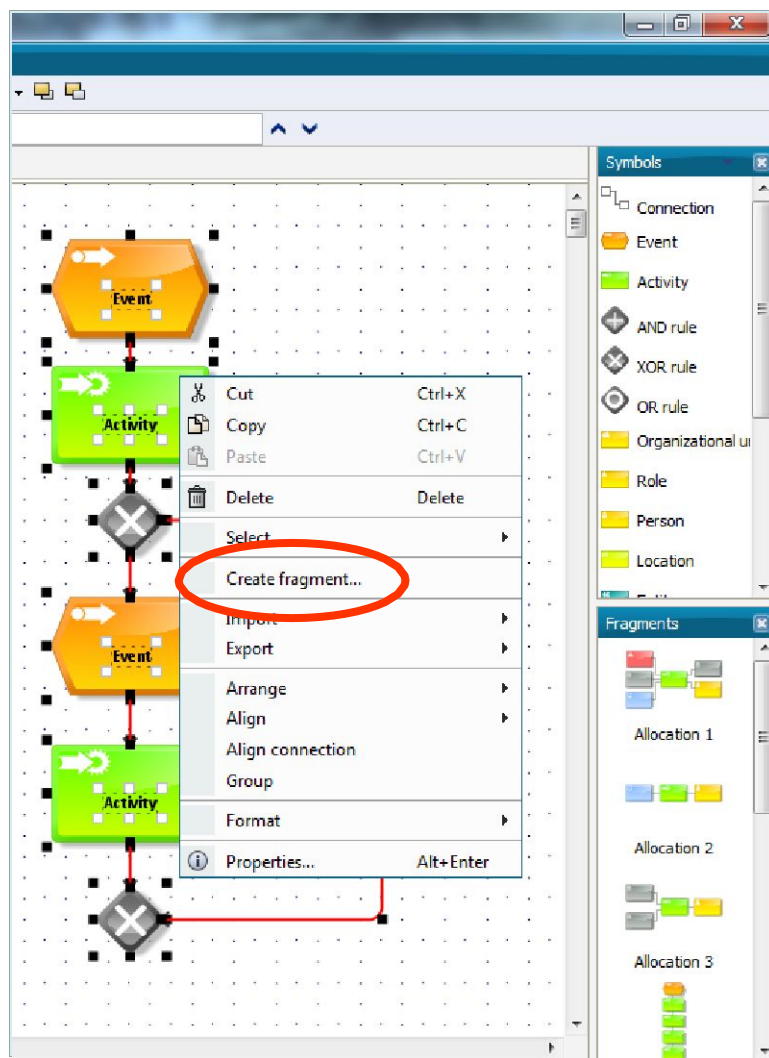 Symbols
Connection
Event
Activity
AND rule
XOR rule
OR rule
Organizational
Role
Person
Location
Event
Activity
Event
Activity
Cut Ctrl+X
Copy Ctrl+C
Paste Ctrl+V
Delete Delete
Select
Create fragment...
Import
Export
Arrange
Align
Align connection
Group
Format
Properties... Alt+Enter
Fragments
Allocation 1
Allocation 2
Allocation 3